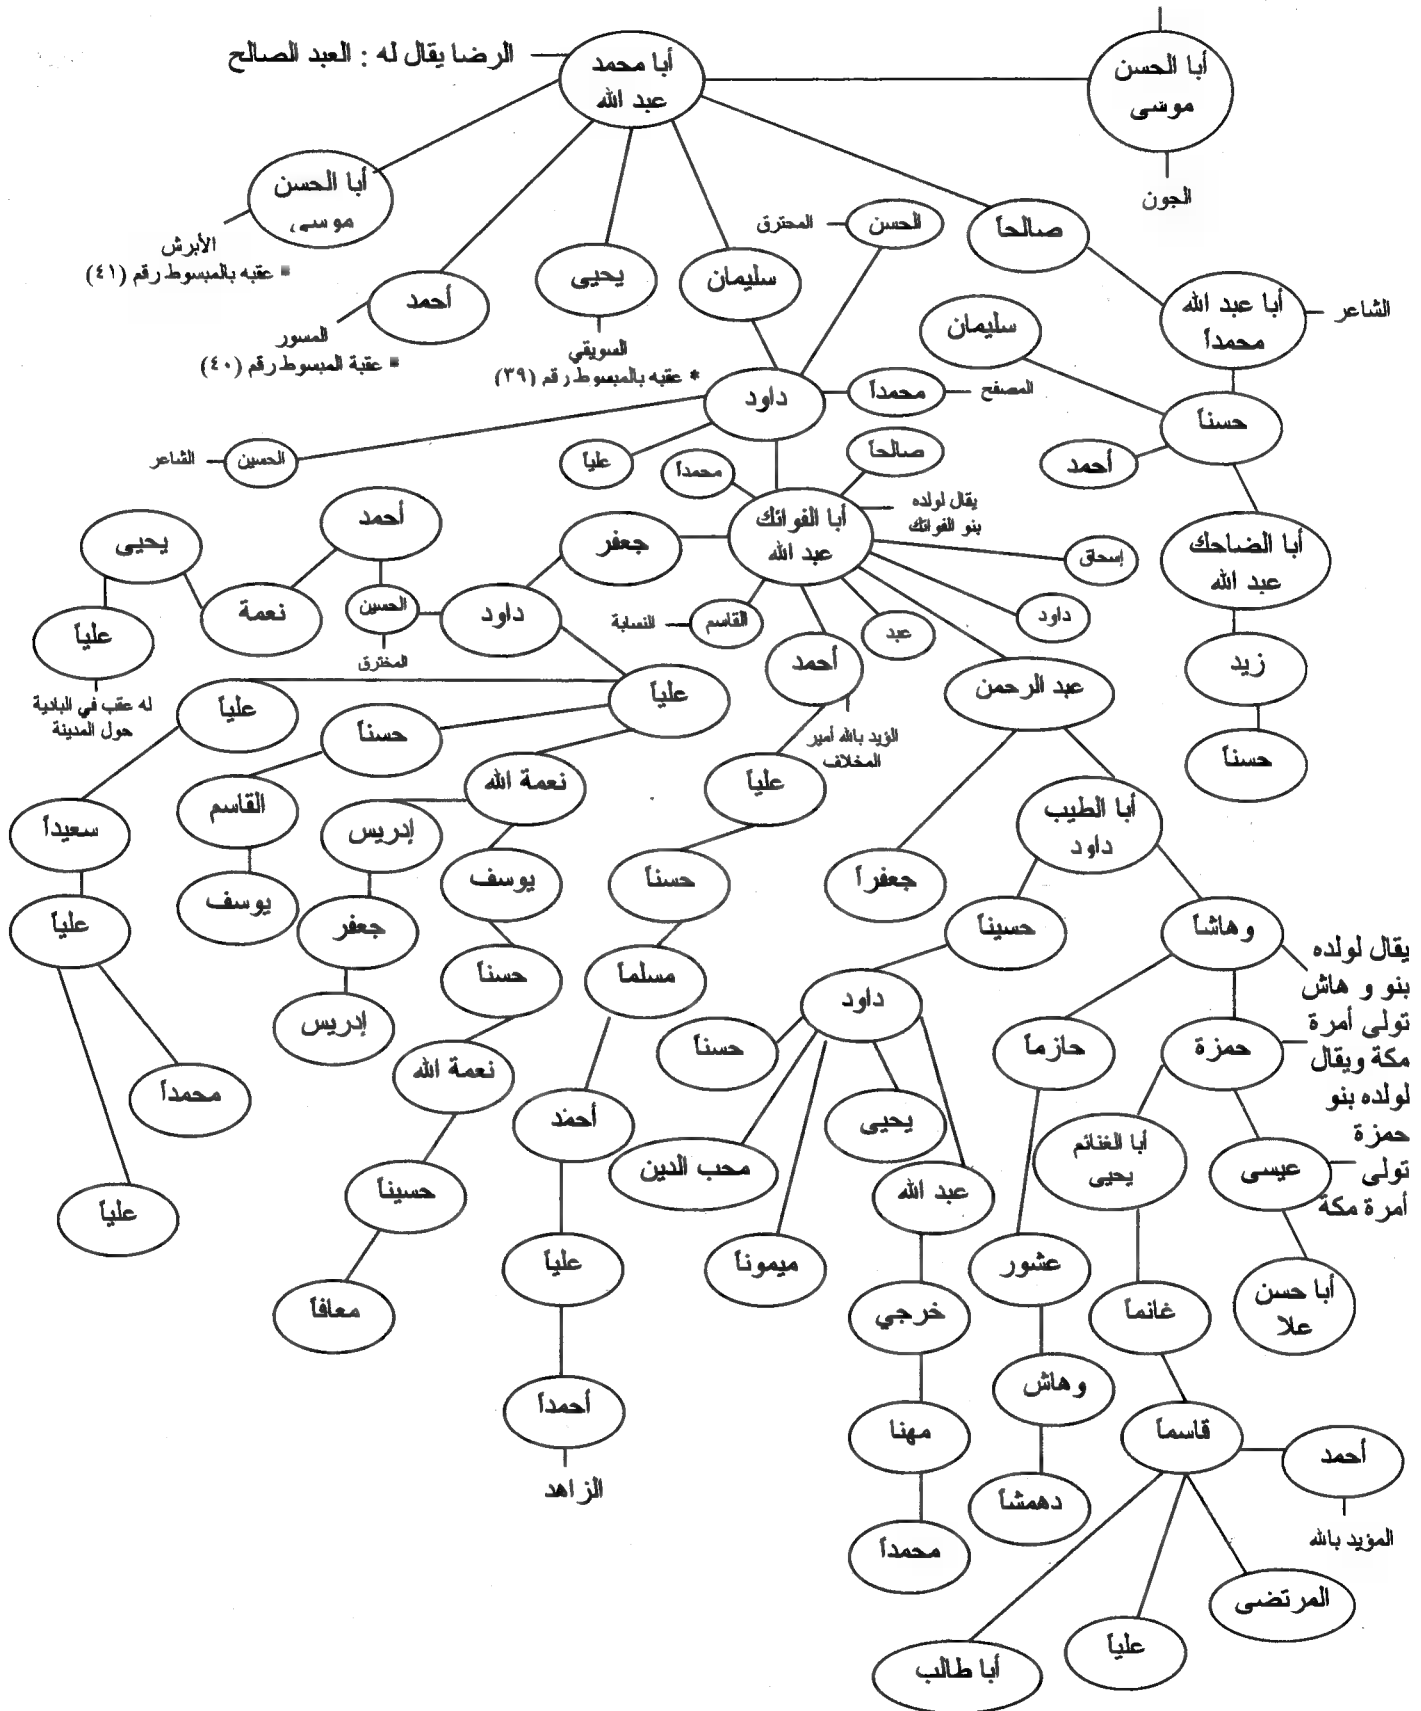 أبا الحسن
موسى
الجون
أبا محمد
عبد الله
الرضا يقال له : العبد الصالح
صالحاً
أبا الحسن
موسى
الأبرش
■ عقبه بالمبسوط رقم (٤١)
أحمد
المسور
■ عقبة المبسوط رقم (٤٠)
يحيى
السويقي
* عقبه بالمبسوط رقم (٣٩)
سليمان
الحسن
المحترق
أبا عبد الله
محمداً
الشاعر
سليمان
حسناً
أحمد
داود
محمداً
المصفح
علياً
الحسين
الشاعر
صالحاً
محمداً
أبا الفواتك
عبد الله
يقال لولده
بنو الفواتك
إسحاق
داود
عبد
القاسم
النسابة
جعفر
أحمد
يحيى
نعمة
الحسين
المخترق
داود
علياً
له عقب في البادية
حول المدينة
أبا الضاحك
عبد الله
زيد
حسناً
عبد الرحمن
أحمد
الؤيد بالله أمير
المخلاف
علياً
علياً
حسناً
نعمة الله
علياً
أبا الطيب
داود
جعفراً
القاسم
إدريس
سعيداً
يوسف
حسناً
يوسف
جعفر
علياً
وهاشاً
حسيناً
يقال لولده
بنو و هاش
تولى أمرة
مكة ويقال
لولده بنو
حمزة
تولى
أمرة مكة
حسناً
مسلماً
داود
إدريس
حمزة
حازماً
حسناً
نعمة الله
محمداً
أحمد
يحيى
محب الدين
أبا الغنائم
يحيى
عيسى
عبد الله
حسيناً
علياً
علياً
ميموناً
عشور
معافاً
خرجي
غانماً
أبا حسن
علا
وهاش
أحمداً
الزاهد
مهنا
قاسماً
أحمد
المؤيد بالله
دهمشاً
محمداً
المرتضى
علياً
أبا طالب